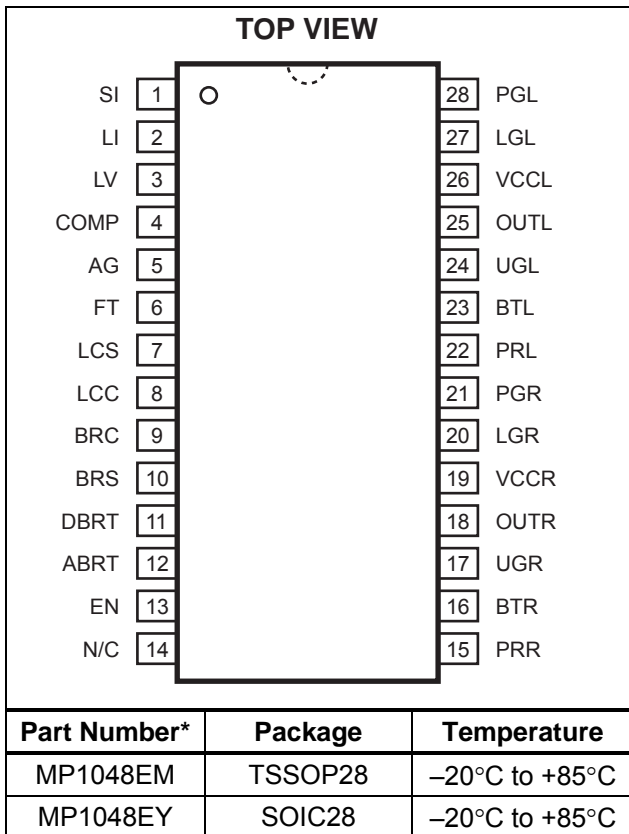 TOP VIEW
SI 1 28 PGL
LI 2 27 LGL
LV 3 26 VCCL
COMP 4 25 OUTL
AG 5 24 UGL
FT 6 23 BTL
LCS 7 22 PRL
LCC 8 21 PGR
BRC 9 20 LGR
BRS 10 19 VCCR
DBRT 11 18 OUTR
ABRT 12 17 UGR
EN 13 16 BTR
N/C 14 15 PRR
Part Number* Package Temperature
MP1048EM TSSOP28 –20°C to +85°C
MP1048EY SOIC28 –20°C to +85°C